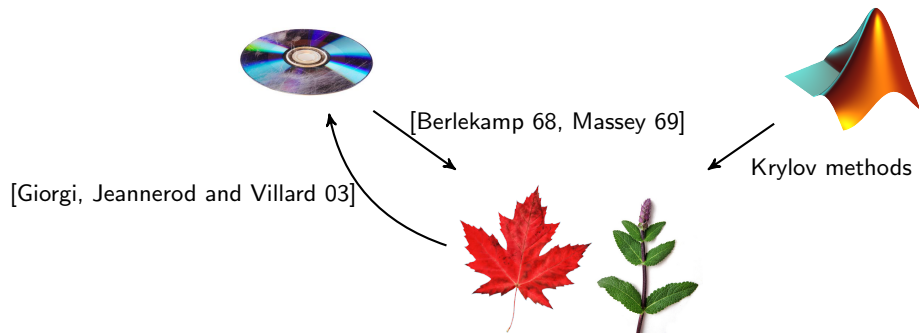 [Berlekamp 68, Massey 69]
Krylov methods
[Giorgi, Jeannerod and Villard 03]